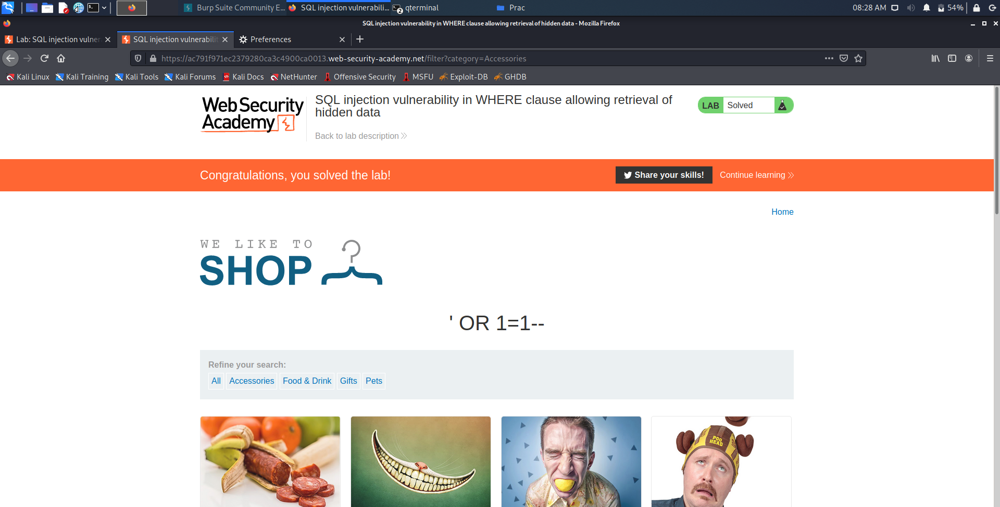 Burp Suite Community E...
SQL injection vulnerabili...
2
qterminal
Prac
08:28 AM
54%
SQL injection vulnerability in WHERE clause allowing retrieval of hidden data - Mozilla Firefox
Lab: SQL injection vulner
SQL injection vulnerabilit
Preferences
https://ac791f971ec2379280ca3c4900ca0013.web-security-academy.net/filter?category=Accessories
Kali Linux
Kali Training
Kali Tools
Kali Forums
Kali Docs
NetHunter
Offensive Security
MSFU
Exploit-DB
GHDB
Web Security
Academy
SQL injection vulnerability in WHERE clause allowing retrieval of
hidden data
Back to lab description
LAB
Solved
Congratulations, you solved the lab!
Share your skills!
Continue learning
Home
WE LIKE TO
SHOP
' OR 1=1--
Refine your search:
All
Accessories
Food & Drink
Gifts
Pets
POO
HEAD